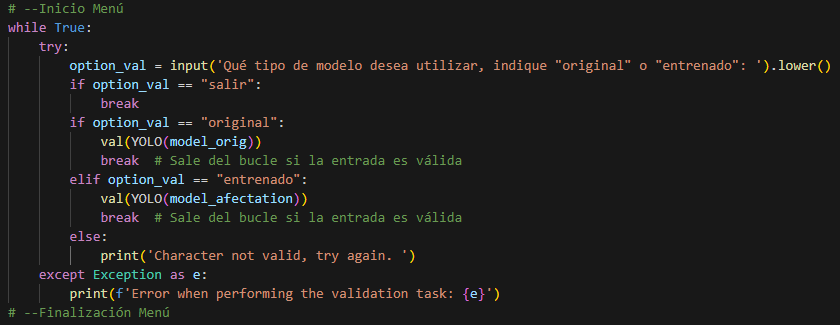 # --Inicio Menú
while True:
    try:
        option_val = input('Qué tipo de modelo desea utilizar, indique "original" o "entrenado": ').lower()
        if option_val == "salir":
            break
        if option_val == "original":
            val(YOLO(model_orig))
            break  # Sale del bucle si la entrada es válida
        elif option_val == "entrenado":
            val(YOLO(model_afectation))
            break  # Sale del bucle si la entrada es válida
        else:
            print('Character not valid, try again. ')
    except Exception as e:
        print(f'Error when performing the validation task: {e}')
# --Finalización Menú